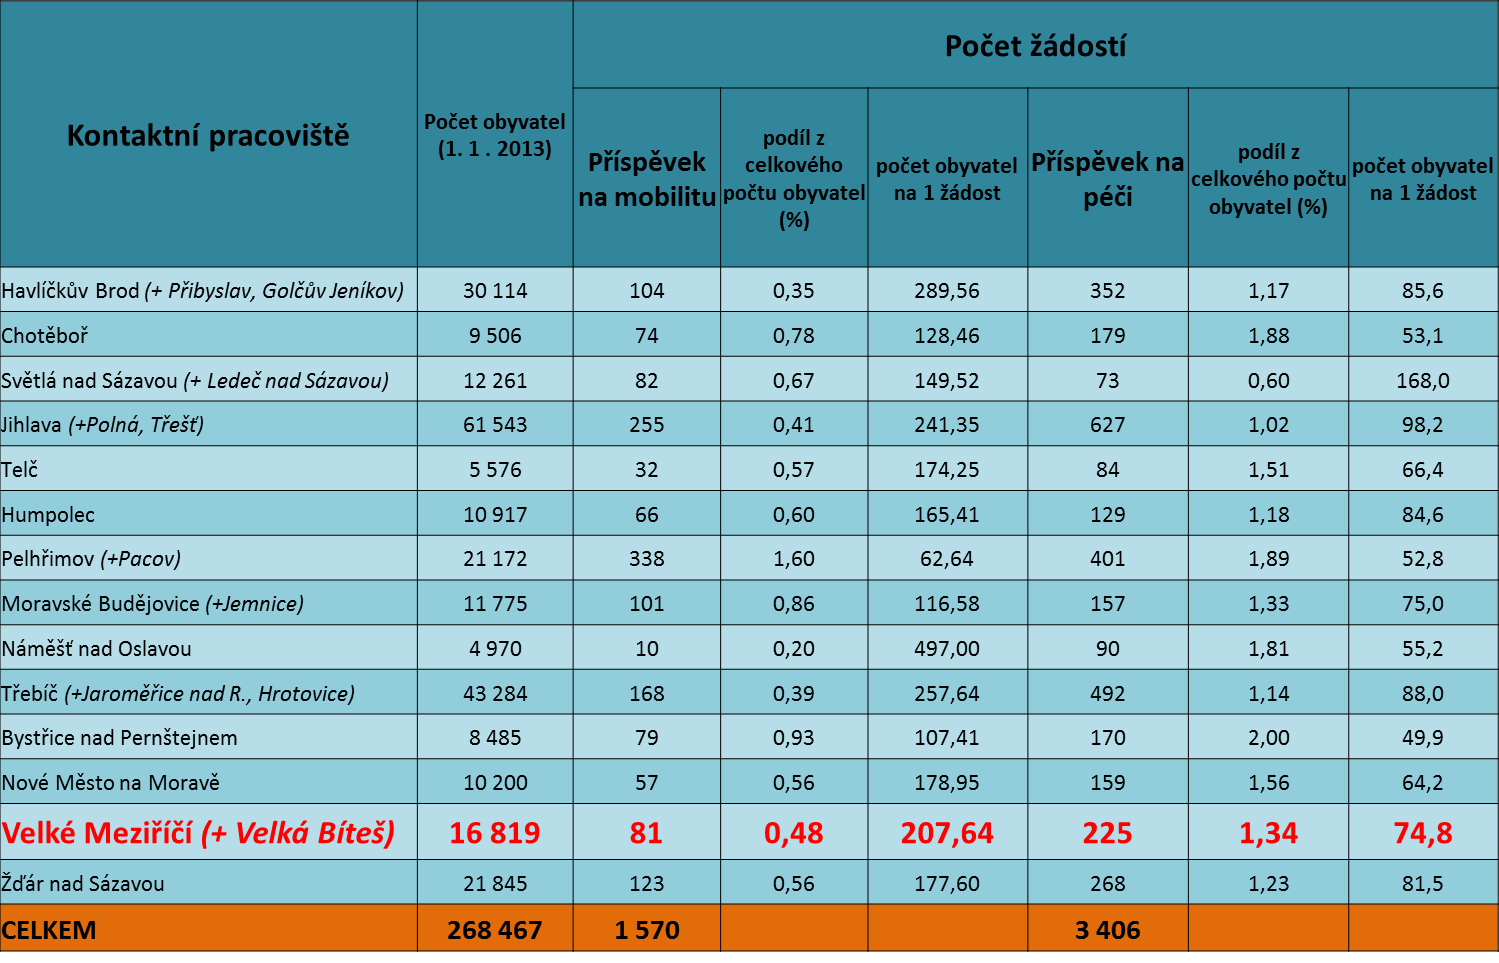 Kontaktní pracoviště
Počet obyvatel
(1. 1 . 2013)
Počet žádostí
Příspěvek
na mobilitu
podíl z
celkového
počtu obyvatel
(%)
počet obyvatel
na 1 žádost
Příspěvek na
péči
podíl z
celkového počtu
obyvatel (%)
počet obyvatel
na 1 žádost
Havlíčkův Brod (+ Přibyslav, Golčův Jeníkov) 30 114 104 0,35 289,56 352 1,17 85,6
Chotěboř 9 506 74 0,78 128,46 179 1,88 53,1
Světlá nad Sázavou (+ Ledeč nad Sázavou) 12 261 82 0,67 149,52 73 0,60 168,0
Jihlava (+Polná, Třešť) 61 543 255 0,41 241,35 627 1,02 98,2
Telč 5 576 32 0,57 174,25 84 1,51 66,4
Humpolec 10 917 66 0,60 165,41 129 1,18 84,6
Pelhřimov (+Pacov) 21 172 338 1,60 62,64 401 1,89 52,8
Moravské Budějovice (+Jemnice) 11 775 101 0,86 116,58 157 1,33 75,0
Náměšť nad Oslavou 4 970 10 0,20 497,00 90 1,81 55,2
Třebíč (+Jaroměřice nad R., Hrotovice) 43 284 168 0,39 257,64 492 1,14 88,0
Bystřice nad Pernštejnem 8 485 79 0,93 107,41 170 2,00 49,9
Nové Město na Moravě 10 200 57 0,56 178,95 159 1,56 64,2
Velké Meziříčí (+ Velká Bíteš) 16 819 81 0,48 207,64 225 1,34 74,8
Žďár nad Sázavou 21 845 123 0,56 177,60 268 1,23 81,5
CELKEM 268 467 1 570 3 406